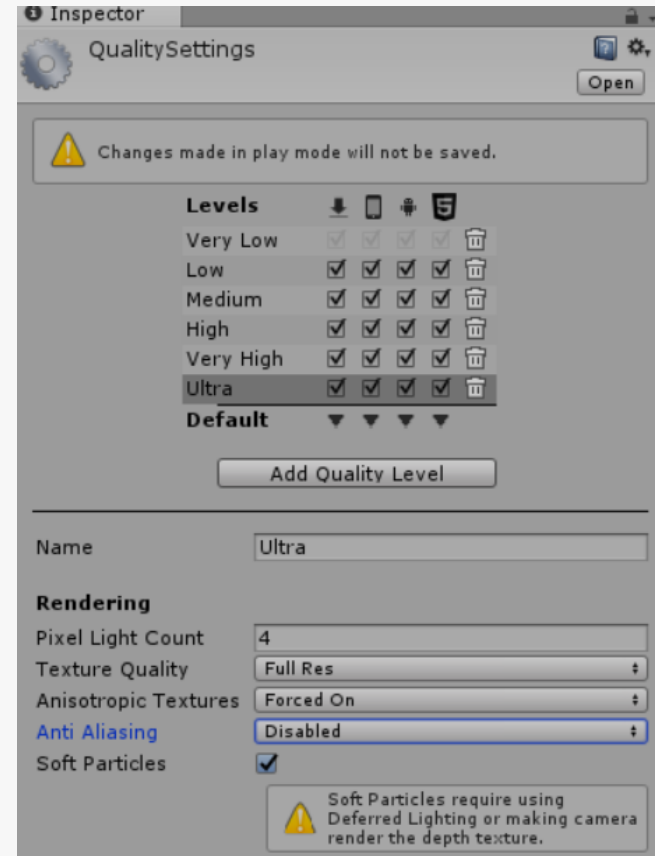 Inspector
QualitySettings
Open
Changes made in play mode will not be saved.
Levels
Very Low
Low
Medium
High
Very High
Ultra
Default
Add Quality Level
Name Ultra
Rendering
Pixel Light Count 4
Texture Quality Full Res
Anisotropic Textures Forced On
Anti Aliasing Disabled
Soft Particles
Soft Particles require using
Deferred Lighting or making camera
render the depth texture.